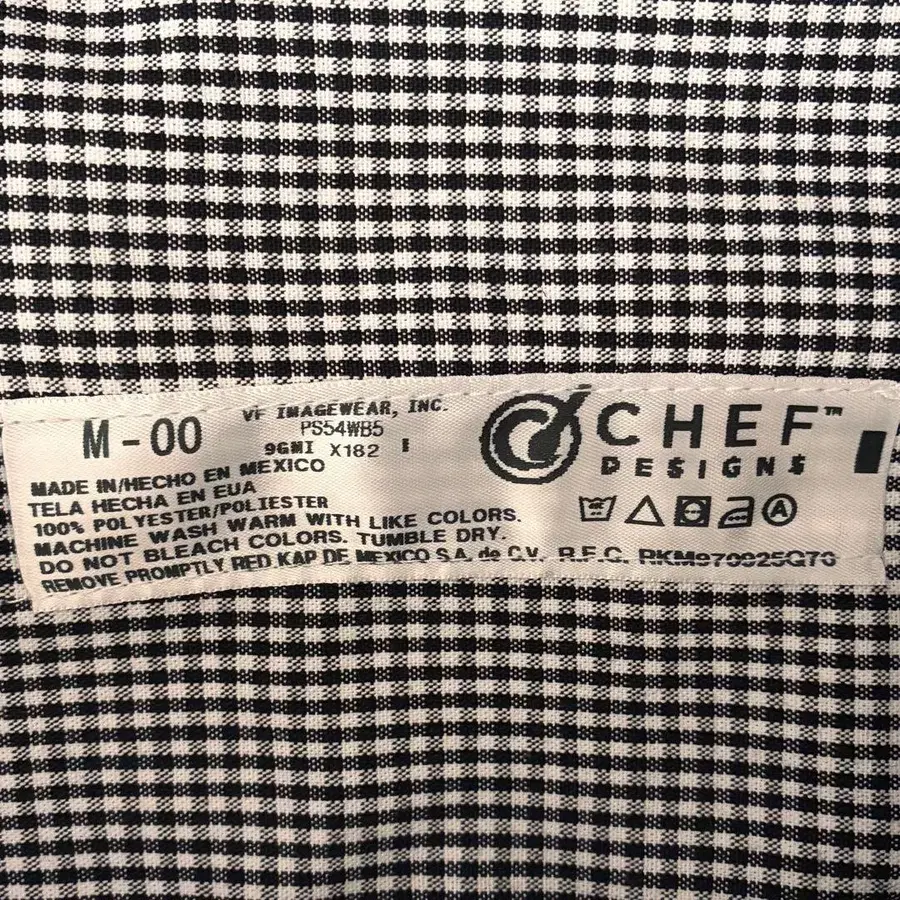 M-00
VF IMAGEWEAR, INC.
PS54WB5
9GMI X182 I
MADE IN/HECHO EN MEXICO
TELA HECHA EN EUA
100% POLYESTER/POLIESTER
MACHINE WASH WARM WITH LIKE COLORS.
DO NOT BLEACH COLORS. TUMBLE DRY.
REMOVE PROMPTLY RED KAP DE MEXICO S.A. de C.V. R.F.C. RKM970925Q76
CHEF™
DESIGNS
A